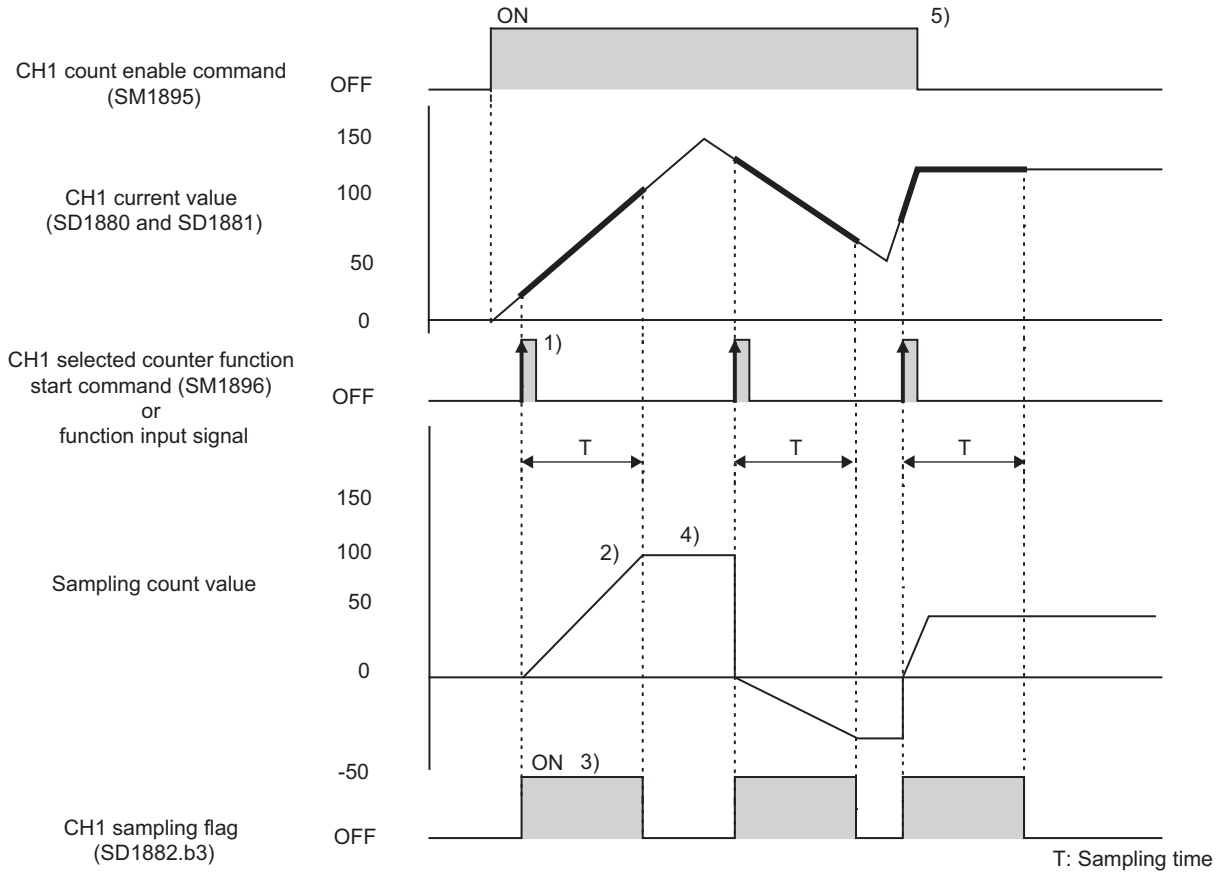 ON
5)
CH1 count enable command
(SM1895)
OFF
150
100
50
0
CH1 current value
(SD1880 and SD1881)
1)
CH1 selected counter function
start command (SM1896)
or
function input signal
OFF
T
T
T
150
100
50
0
-50
2)
4)
Sampling count value
ON
3)
CH1 sampling flag
(SD1882.b3)
OFF
T: Sampling time